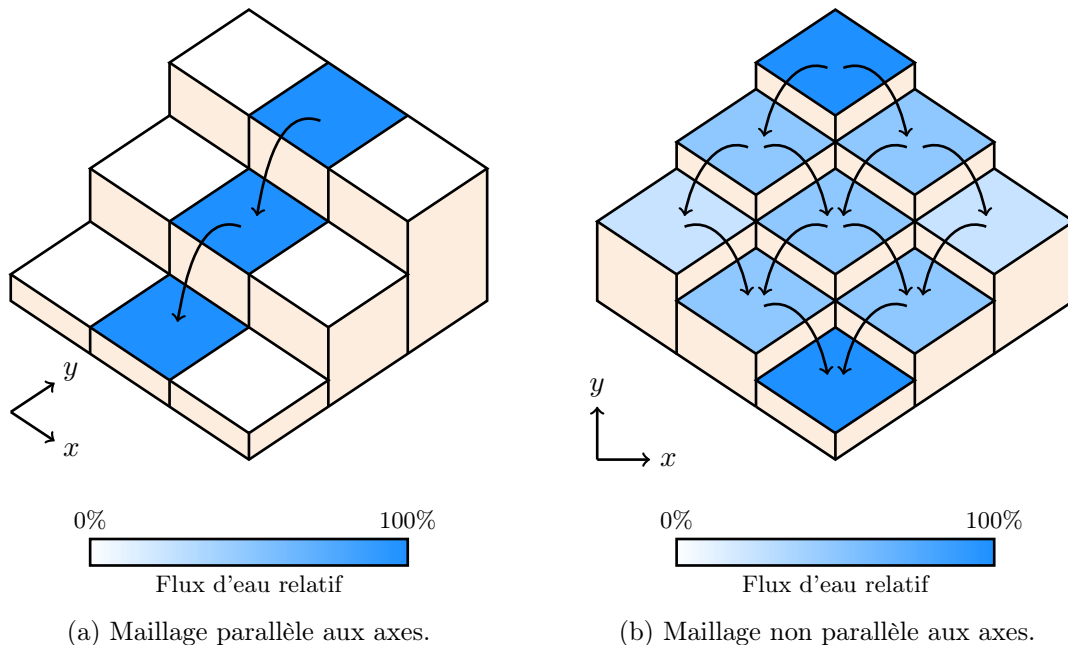 y
x
0% 100%
Flux d'eau relatif
(a) Maillage parallèle aux axes.
y
x
0% 100%
Flux d'eau relatif
(b) Maillage non parallèle aux axes.